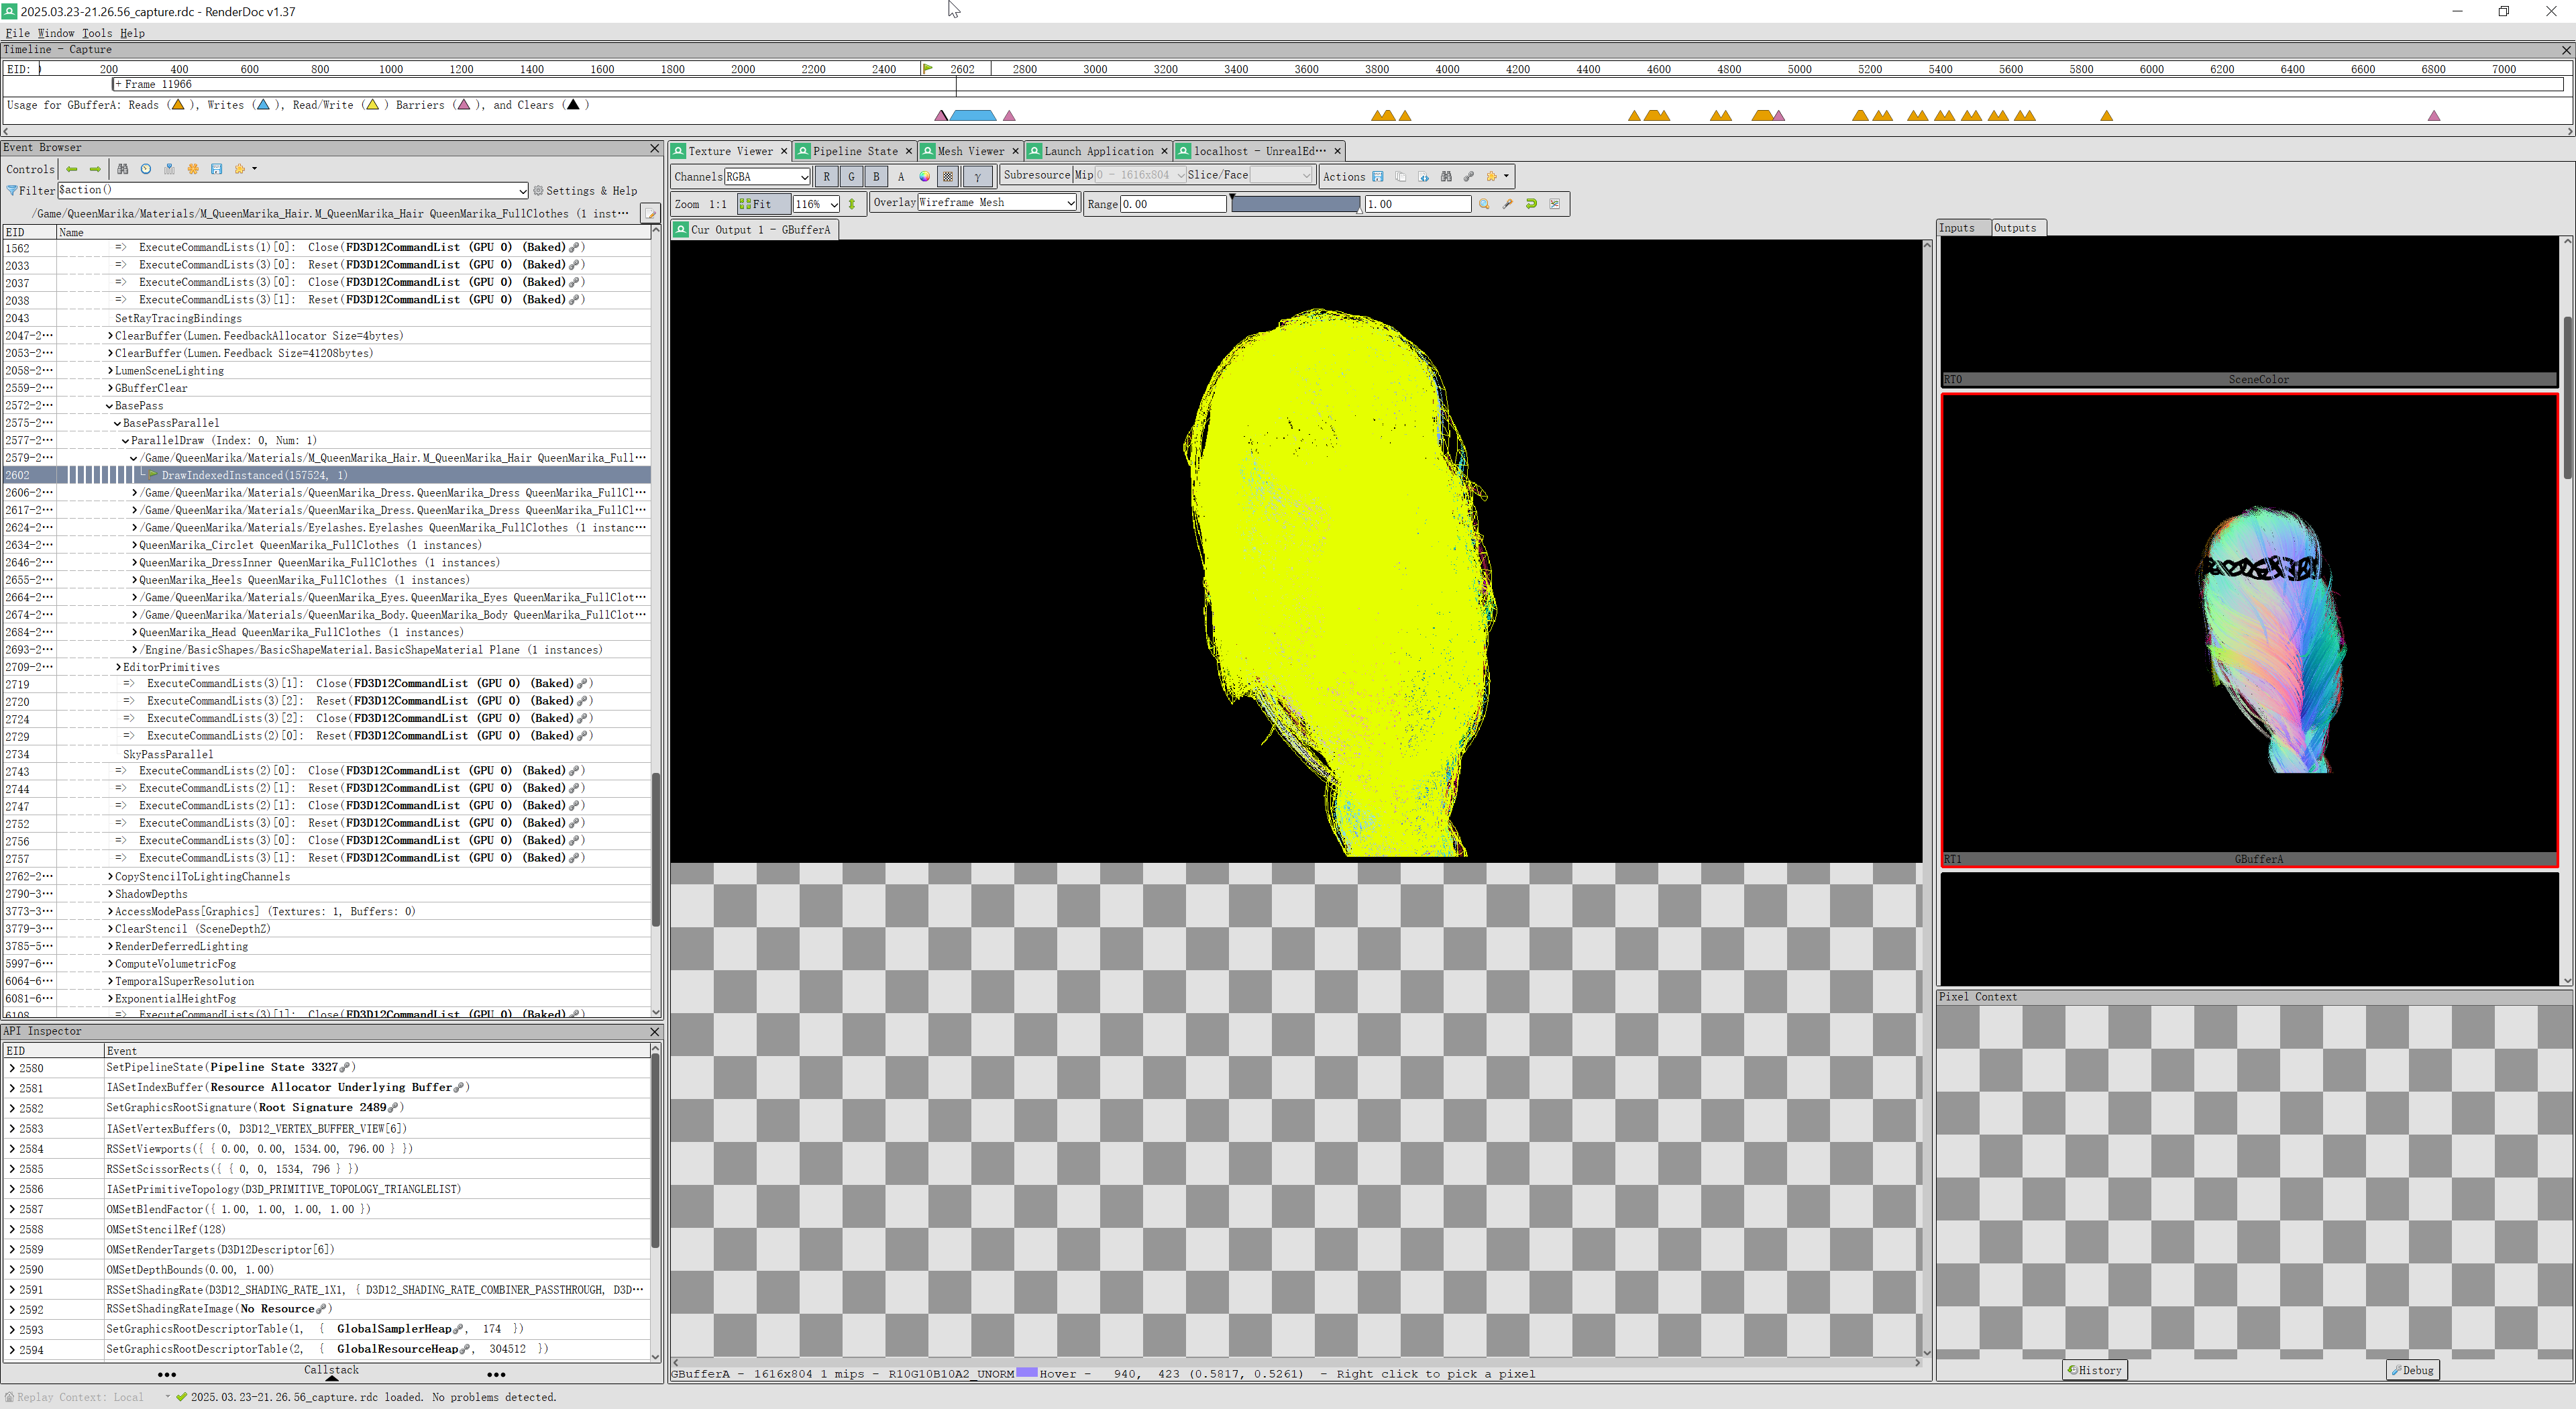 2025.03.23-21.26.56_capture.rdc - RenderDoc v1.37
File Window Tools Help
Timeline - Capture
EID: 200 400 600 800 1000 1200 1400 1600 1800 2000 2200 2400 2602 2800 3000 3200 3400 3600 3800 4000 4200 4400 4600 4800 5000 5200 5400 5600 5800 6000 6200 6400 6600 6800 7000
+ Frame 11966
Usage for GBufferA: Reads ( ), Writes ( ), Read/Write ( ) Barriers ( ), and Clears ( )
Event Browser
Controls
Filter $action() Settings & Help
/Game/QueenMarika/Materials/M_QueenMarika_Hair.M_QueenMarika_Hair QueenMarika_FullClothes (1 inst···
EID Name
1562 => ExecuteCommandLists(1)[0]: Close(FD3D12CommandList (GPU 0) (Baked))
2033 => ExecuteCommandLists(3)[0]: Reset(FD3D12CommandList (GPU 0) (Baked))
2037 => ExecuteCommandLists(3)[0]: Close(FD3D12CommandList (GPU 0) (Baked))
2038 => ExecuteCommandLists(3)[1]: Reset(FD3D12CommandList (GPU 0) (Baked))
2043 SetRayTracingBindings
2047-2··· ClearBuffer(Lumen.FeedbackAllocator Size=4bytes)
2053-2··· ClearBuffer(Lumen.Feedback Size=41208bytes)
2058-2··· LumenSceneLighting
2559-2··· GBufferClear
2572-2··· BasePass
2575-2··· BasePassParallel
2577-2··· ParallelDraw (Index: 0, Num: 1)
2579-2··· /Game/QueenMarika/Materials/M_QueenMarika_Hair.M_QueenMarika_Hair QueenMarika_Full···
2602 DrawIndexedInstanced(157524, 1)
2606-2··· /Game/QueenMarika/Materials/QueenMarika_Dress.QueenMarika_Dress QueenMarika_FullCl···
2617-2··· /Game/QueenMarika/Materials/QueenMarika_Dress.QueenMarika_Dress QueenMarika_FullCl···
2624-2··· /Game/QueenMarika/Materials/Eyelashes.Eyelashes QueenMarika_FullClothes (1 instanc···
2634-2··· QueenMarika_Circlet QueenMarika_FullClothes (1 instances)
2646-2··· QueenMarika_DressInner QueenMarika_FullClothes (1 instances)
2655-2··· QueenMarika_Heels QueenMarika_FullClothes (1 instances)
2664-2··· /Game/QueenMarika/Materials/QueenMarika_Eyes.QueenMarika_Eyes QueenMarika_FullClot···
2674-2··· /Game/QueenMarika/Materials/QueenMarika_Body.QueenMarika_Body QueenMarika_FullClot···
2684-2··· QueenMarika_Head QueenMarika_FullClothes (1 instances)
2693-2··· /Engine/BasicShapes/BasicShapeMaterial.BasicShapeMaterial Plane (1 instances)
2709-2··· EditorPrimitives
2719 => ExecuteCommandLists(3)[1]: Close(FD3D12CommandList (GPU 0) (Baked))
2720 => ExecuteCommandLists(3)[2]: Reset(FD3D12CommandList (GPU 0) (Baked))
2724 => ExecuteCommandLists(3)[2]: Close(FD3D12CommandList (GPU 0) (Baked))
2729 => ExecuteCommandLists(2)[0]: Reset(FD3D12CommandList (GPU 0) (Baked))
2734 SkyPassParallel
2743 => ExecuteCommandLists(2)[0]: Close(FD3D12CommandList (GPU 0) (Baked))
2744 => ExecuteCommandLists(2)[1]: Reset(FD3D12CommandList (GPU 0) (Baked))
2747 => ExecuteCommandLists(2)[1]: Close(FD3D12CommandList (GPU 0) (Baked))
2752 => ExecuteCommandLists(3)[0]: Reset(FD3D12CommandList (GPU 0) (Baked))
2756 => ExecuteCommandLists(3)[0]: Close(FD3D12CommandList (GPU 0) (Baked))
2757 => ExecuteCommandLists(3)[1]: Reset(FD3D12CommandList (GPU 0) (Baked))
2762-2··· CopyStencilToLightingChannels
2790-3··· ShadowDepths
3773-3··· AccessModePass[Graphics] (Textures: 1, Buffers: 0)
3779-3··· ClearStencil (SceneDepthZ)
3785-5··· RenderDeferredLighting
5997-6··· ComputeVolumetricFog
6064-6··· TemporalSuperResolution
6081-6··· ExponentialHeightFog
6108 => ExecuteCommandLists(3)[1]: Close(FD3D12CommandList (GPU 0) (Baked))
API Inspector
EID Event
2580 SetPipelineState(Pipeline State 3327)
2581 IASetIndexBuffer(Resource Allocator Underlying Buffer)
2582 SetGraphicsRootSignature(Root Signature 2489)
2583 IASetVertexBuffers(0, D3D12_VERTEX_BUFFER_VIEW[6])
2584 RSSetViewports({ { 0.00, 0.00, 1534.00, 796.00 } })
2585 RSSetScissorRects({ { 0, 0, 1534, 796 } })
2586 IASetPrimitiveTopology(D3D_PRIMITIVE_TOPOLOGY_TRIANGLELIST)
2587 OMSetBlendFactor({ 1.00, 1.00, 1.00, 1.00 })
2588 OMSetStencilRef(128)
2589 OMSetRenderTargets(D3D12Descriptor[6])
2590 OMSetDepthBounds(0.00, 1.00)
2591 RSSetShadingRate(D3D12_SHADING_RATE_1X1, { D3D12_SHADING_RATE_COMBINER_PASSTHROUGH, D3D···
2592 RSSetShadingRateImage(No Resource)
2593 SetGraphicsRootDescriptorTable(1, { GlobalSamplerHeap, 174 })
2594 SetGraphicsRootDescriptorTable(2, { GlobalResourceHeap, 304512 })
Callstack
Texture Viewer Pipeline State Mesh Viewer Launch Application localhost - UnrealEd···
Channels RGBA R G B A γ Subresource Mip 0 - 1616x804 Slice/Face Actions
Zoom 1:1 Fit 116% Overlay Wireframe Mesh Range 0.00 1.00
Cur Output 1 - GBufferA
Inputs Outputs
RT0 SceneColor
RT1 GBufferA
Pixel Context
History Debug
GBufferA - 1616x804 1 mips - R10G10B10A2_UNORM Hover - 940, 423 (0.5817, 0.5261) - Right click to pick a pixel
Replay Context: Local 2025.03.23-21.26.56_capture.rdc loaded. No problems detected.